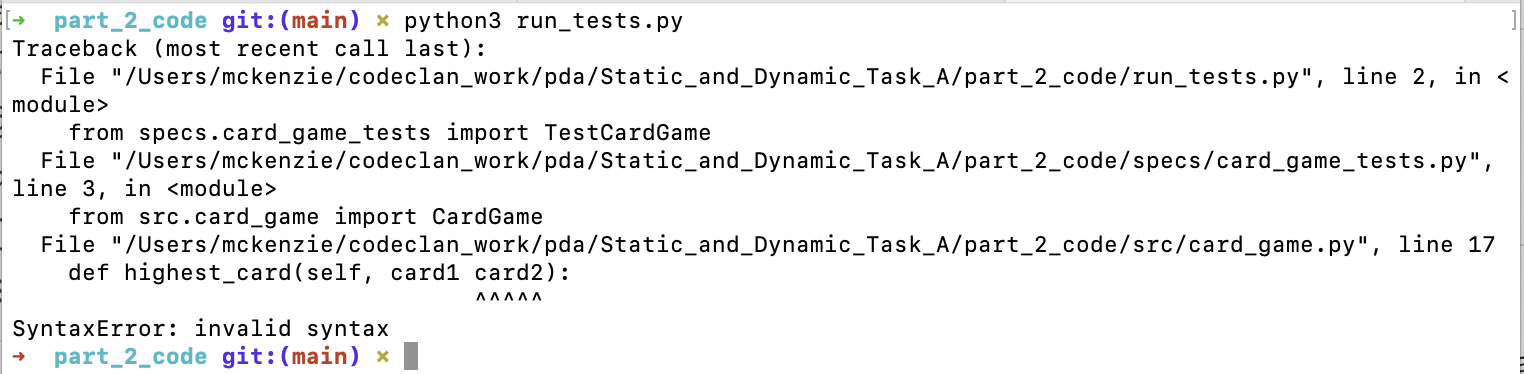 [➜  part_2_code git:(main) ✗ python3 run_tests.py ]
Traceback (most recent call last):
  File "/Users/mckenzie/codeclan_work/pda/Static_and_Dynamic_Task_A/part_2_code/run_tests.py", line 2, in <
module>
    from specs.card_game_tests import TestCardGame
  File "/Users/mckenzie/codeclan_work/pda/Static_and_Dynamic_Task_A/part_2_code/specs/card_game_tests.py", 
line 3, in <module>
    from src.card_game import CardGame
  File "/Users/mckenzie/codeclan_work/pda/Static_and_Dynamic_Task_A/part_2_code/src/card_game.py", line 17
    def highest_card(self, card1 card2):
                                 ^^^^^
SyntaxError: invalid syntax
➜  part_2_code git:(main) ✗